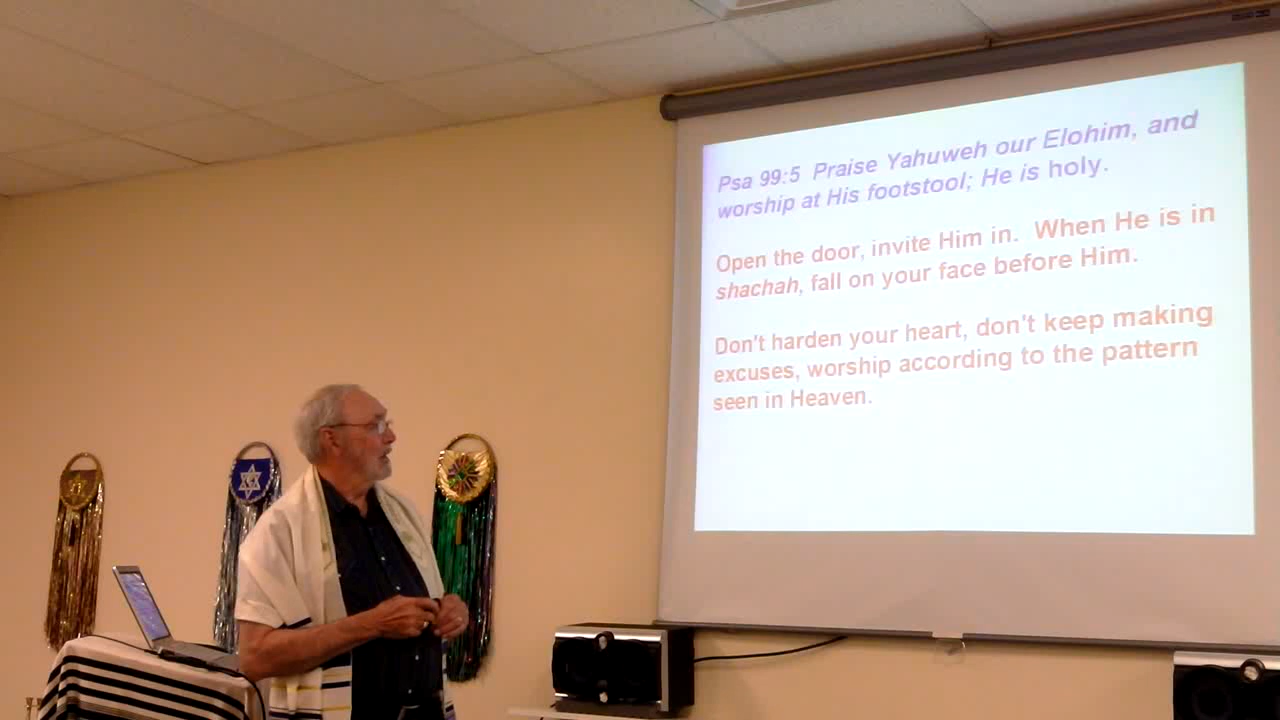 Psa 99:5 Praise Yahuweh our Elohim, and
worship at His footstool; He is holy.
Open the door, invite Him in. When He is in
shachah, fall on your face before Him.
Don't harden your heart, don't keep making
excuses, worship according to the pattern
seen in Heaven.